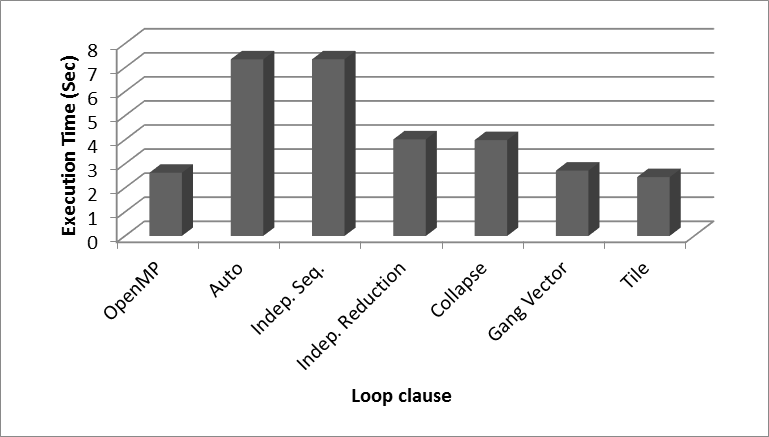 Execution Time (Sec)
8
7
6
5
4
3
2
1
0
OpenMP
Auto
Indep. Seq.
Indep. Reduction
Collapse
Gang Vector
Tile
Loop clause